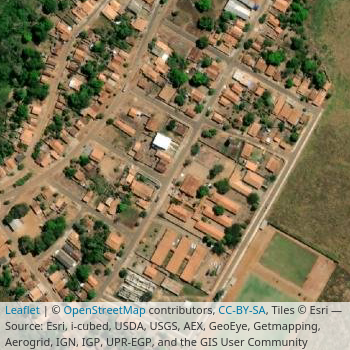 Leaflet | © OpenStreetMap contributors, CC-BY-SA, Tiles © Esri —
Source: Esri, i-cubed, USDA, USGS, AEX, GeoEye, Getmapping,
Aerogrid, IGN, IGP, UPR-EGP, and the GIS User Community